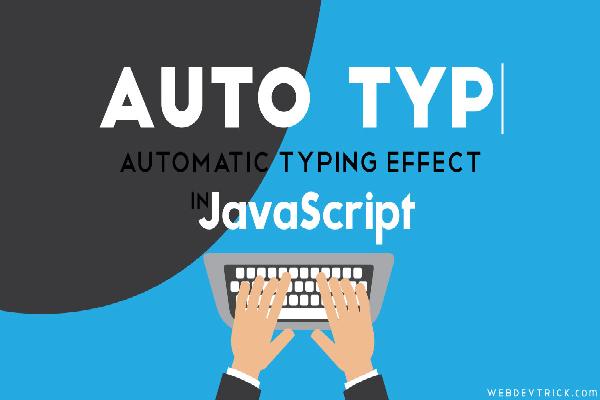 AUTO TYP|
AUTOMATIC TYPING EFFECT
IN JavaScript
WEBDEVTRICK.com